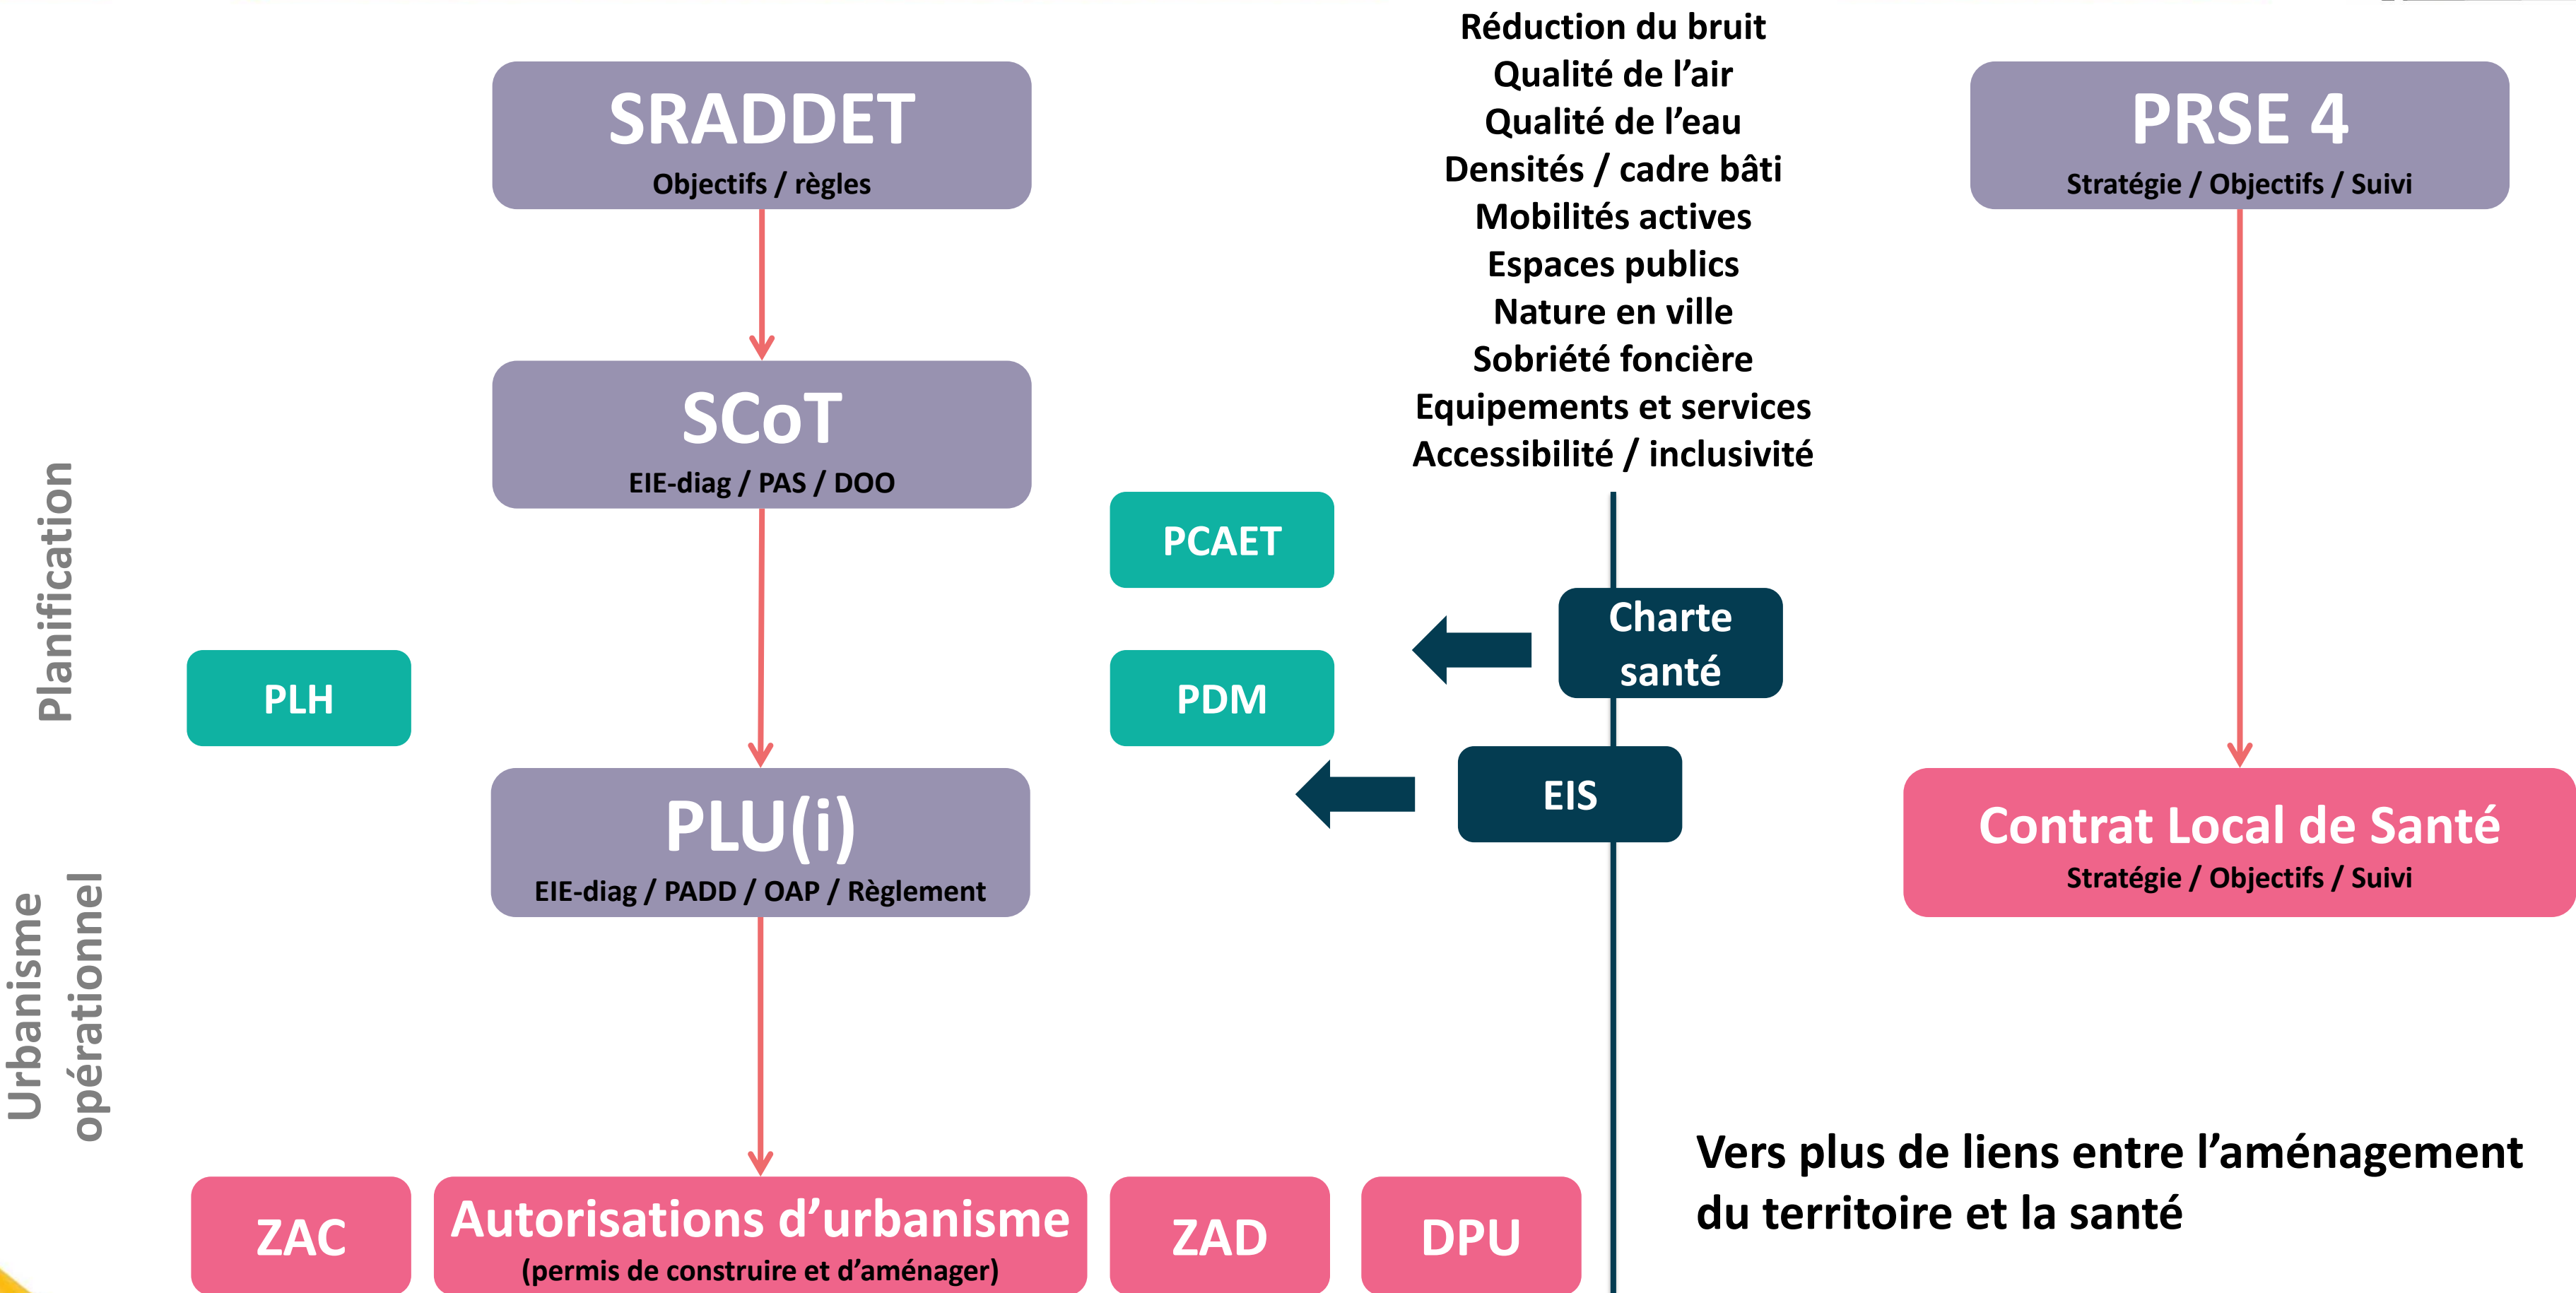 Réduction du bruit
Qualité de l’air
Qualité de l’eau
Densités / cadre bâti
Mobilités actives
Espaces publics
Nature en ville
Sobriété foncière
Equipements et services
Accessibilité / inclusivité
SRADDET
Objectifs / règles
PRSE 4
Stratégie / Objectifs / Suivi
SCoT
EIE-diag / PAS / DOO
Planification
PCAET
Charte
santé
PLH
PDM
EIS
PLU(i)
EIE-diag / PADD / OAP / Règlement
Contrat Local de Santé
Stratégie / Objectifs / Suivi
Urbanisme
opérationnel
Vers plus de liens entre l’aménagement
du territoire et la santé
ZAC
Autorisations d’urbanisme
(permis de construire et d’aménager)
ZAD
DPU